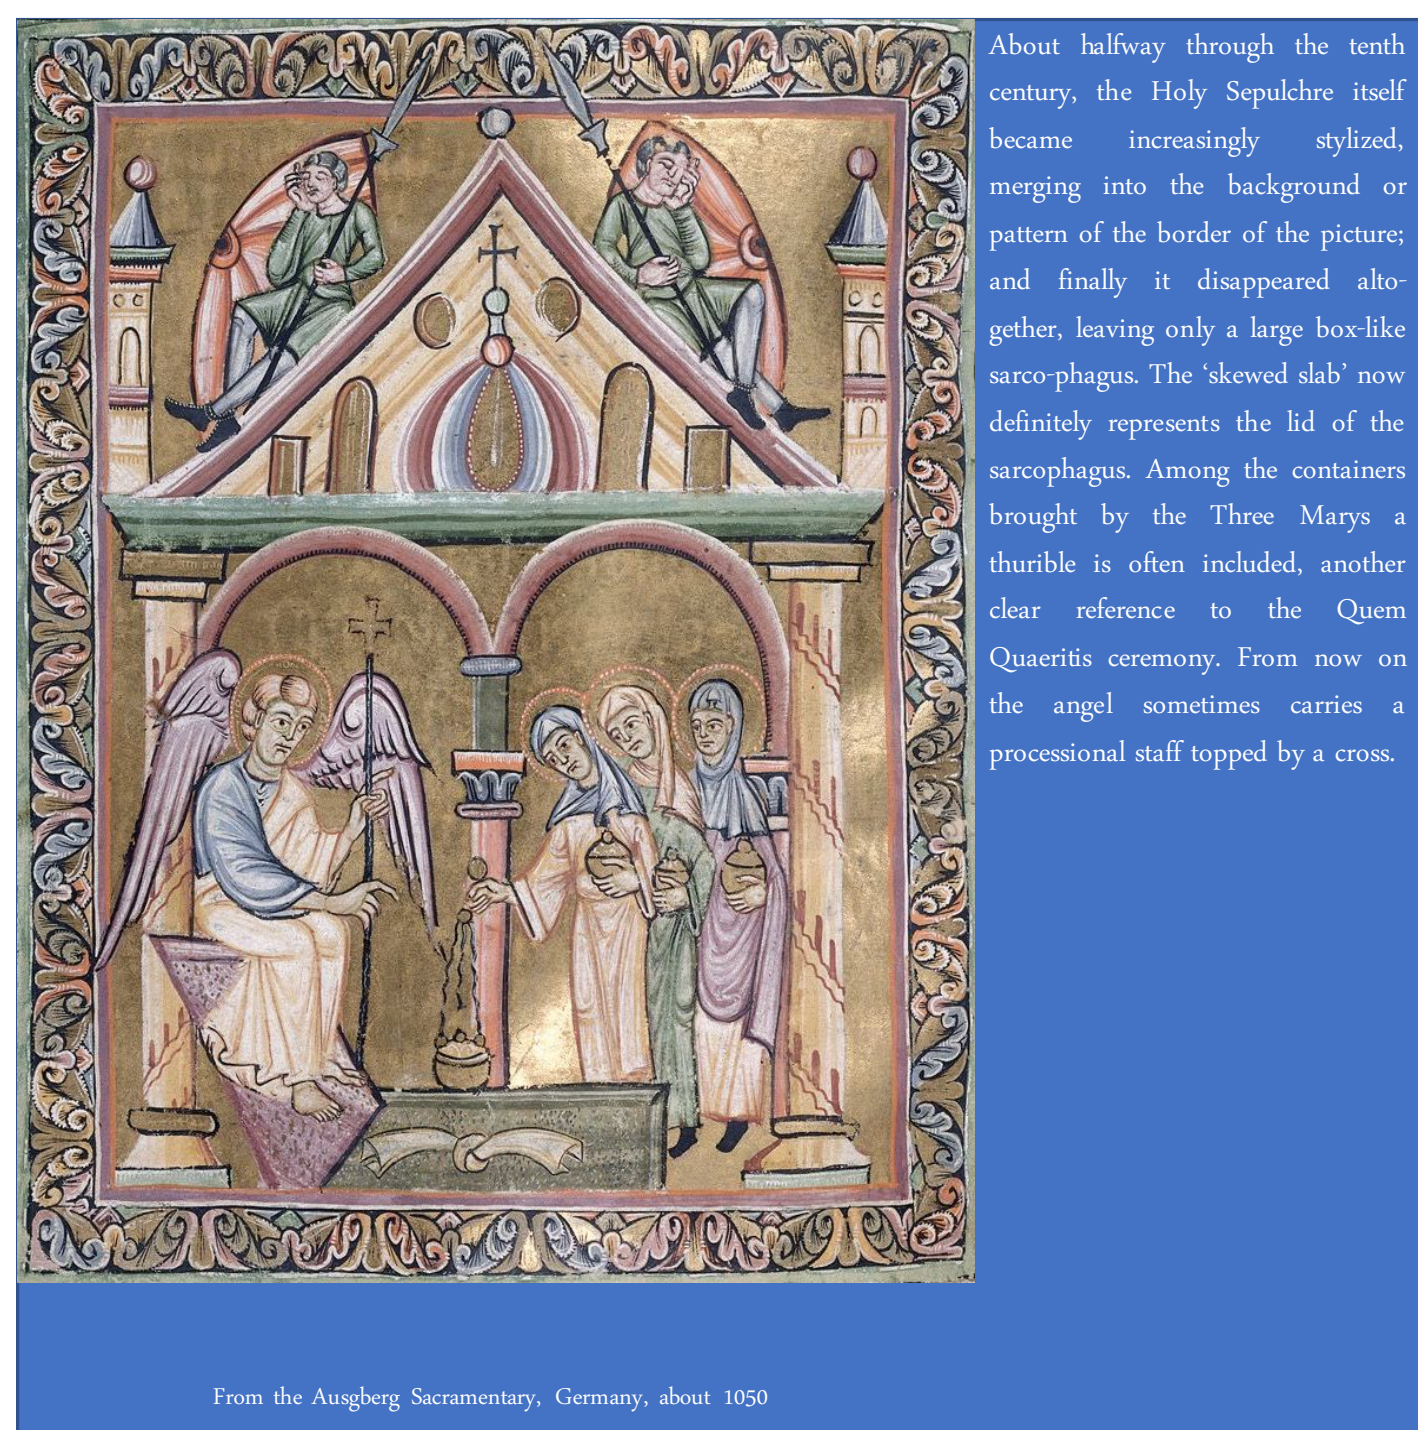 About halfway through the tenth
century, the Holy Sepulchre itself
became increasingly stylized,
merging into the background or
pattern of the border of the picture;
and finally it disappeared alto-
gether, leaving only a large box-like
sarco-phagus. The ‘skewed slab’ now
definitely represents the lid of the
sarcophagus. Among the containers
brought by the Three Marys a
thurible is often included, another
clear reference to the Quem
Quaeritis ceremony. From now on
the angel sometimes carries a
processional staff topped by a cross.
From the Ausgberg Sacramentary, Germany, about 1050